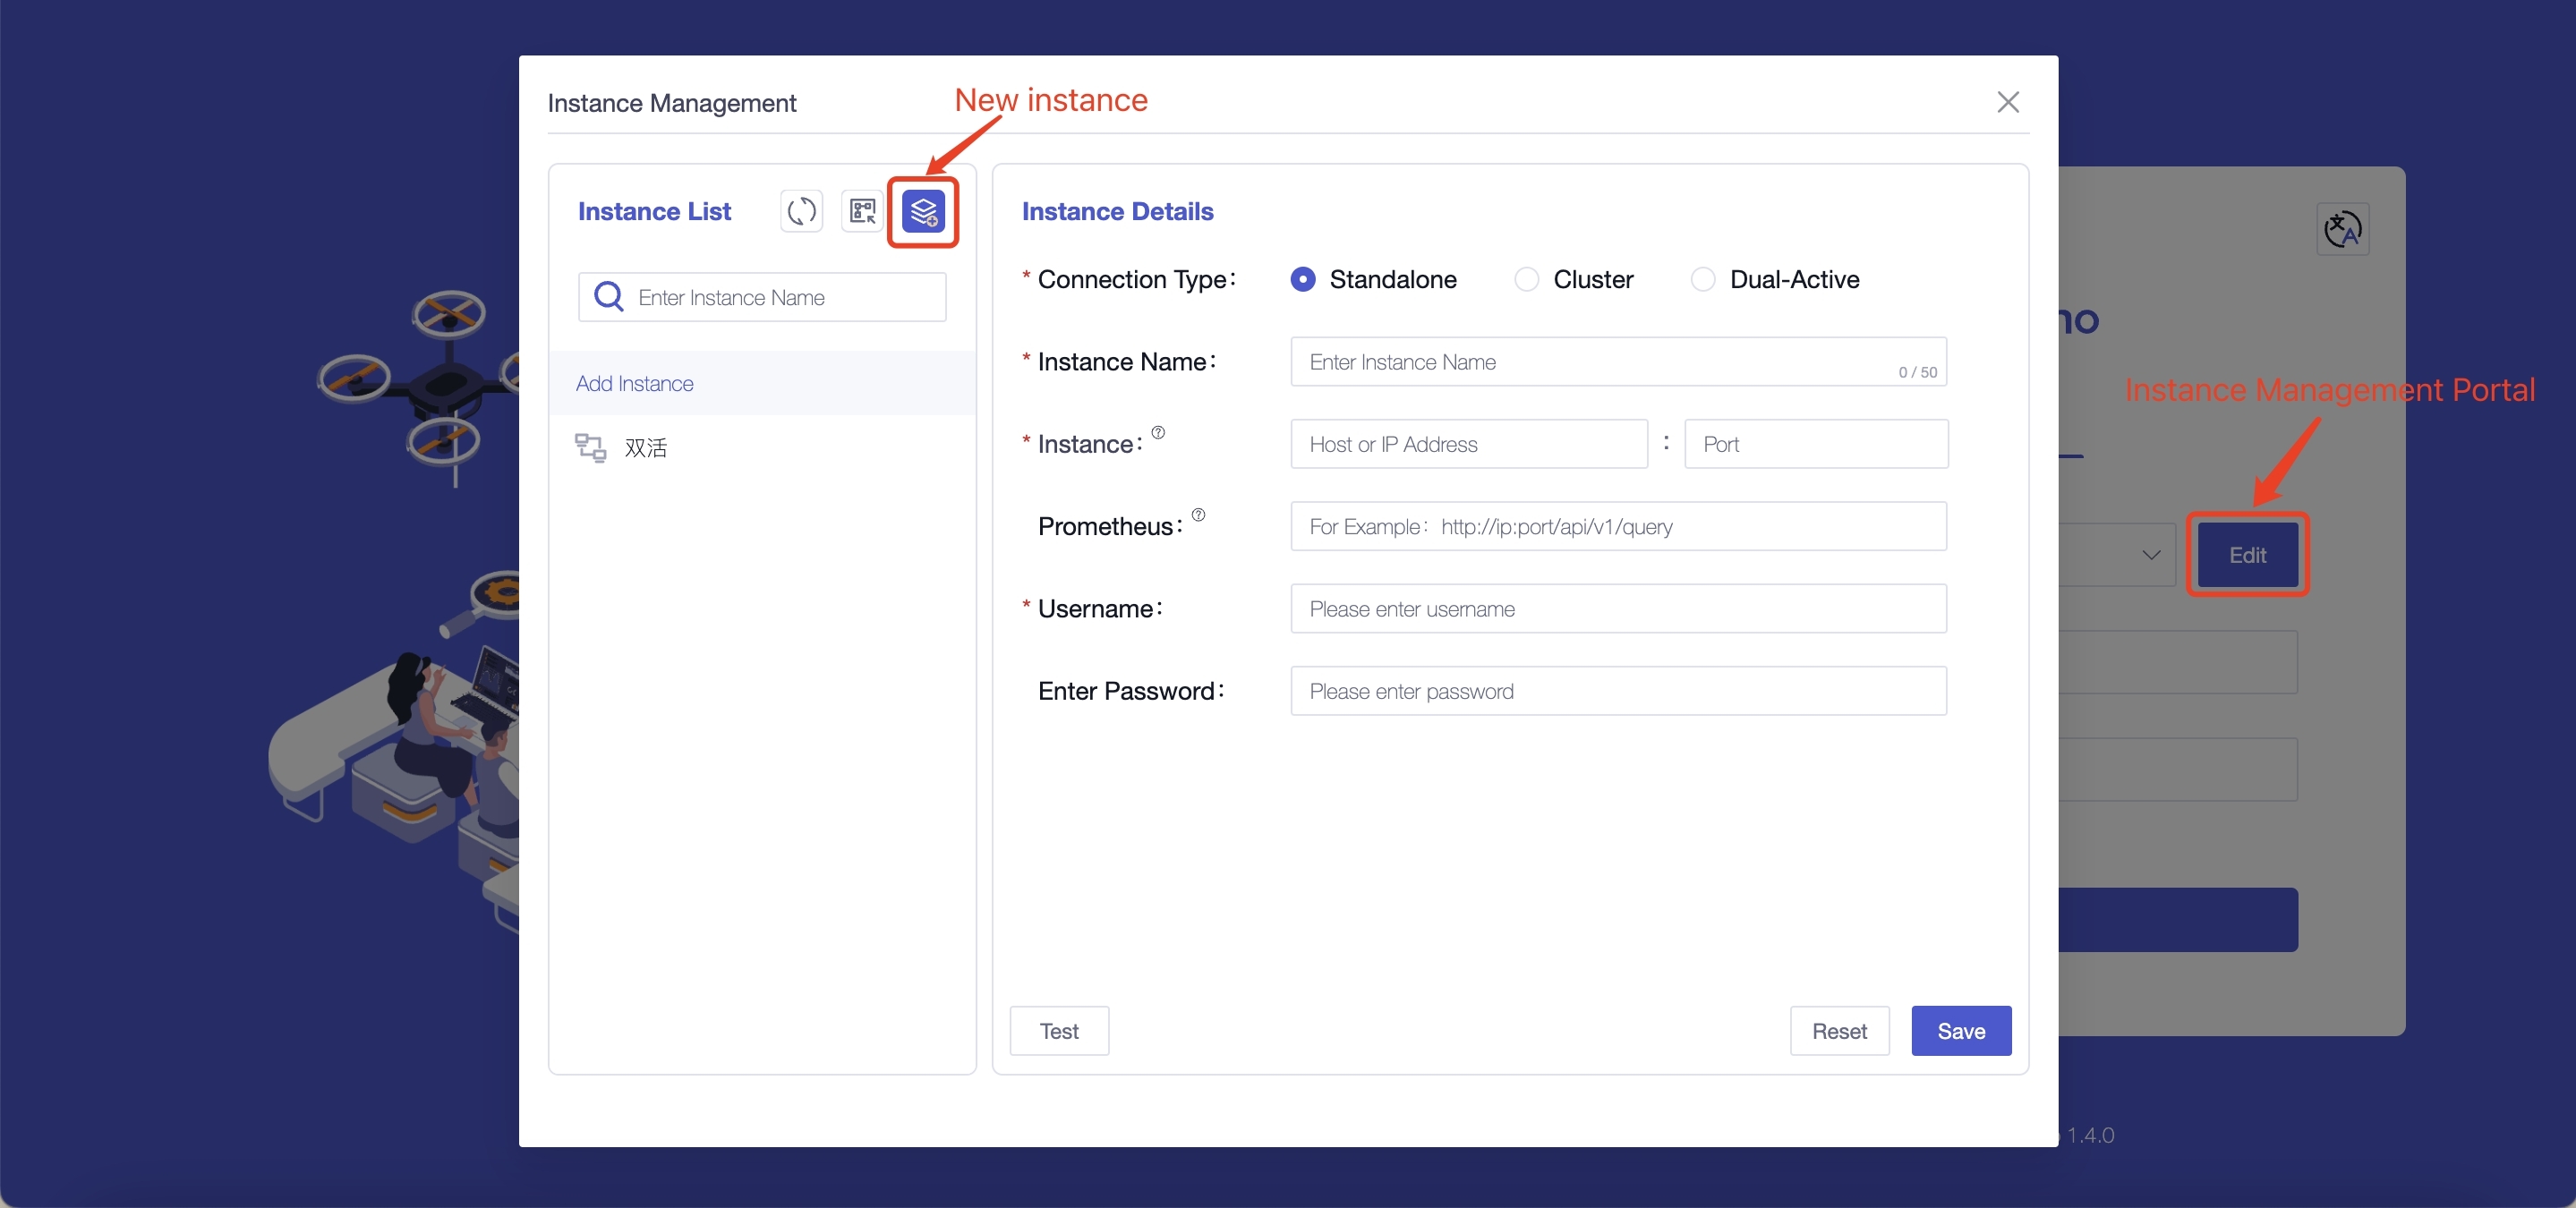 Instance Management
New instance
Instance List
Enter Instance Name
Add Instance
双活
Instance Details
* Connection Type: Standalone Cluster Dual-Active
* Instance Name: Enter Instance Name 0 / 50
* Instance: Host or IP Address : Port
Prometheus: For Example: http://ip:port/api/v1/query
* Username: Please enter username
Enter Password: Please enter password
Test
Reset
Save
文A
no
Instance Management Portal
Edit
1.4.0